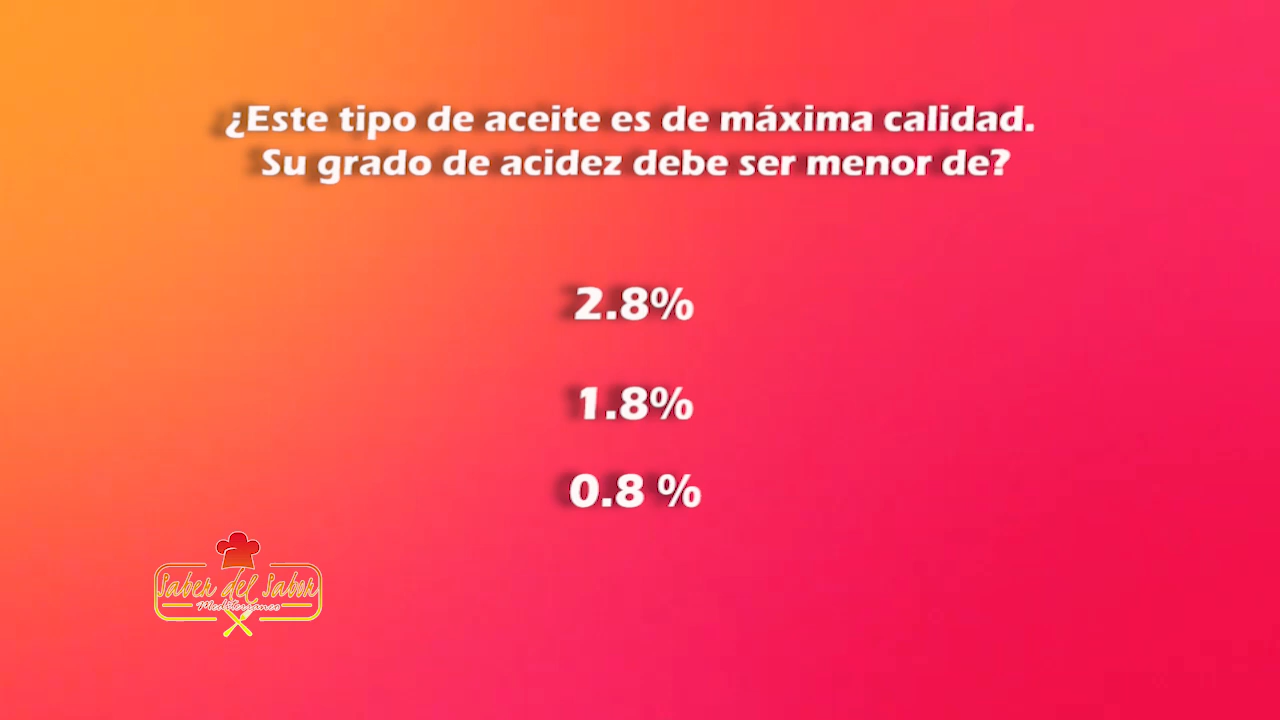 ¿Este tipo de aceite es de máxima calidad.
Su grado de acidez debe ser menor de?
2.8%
1.8%
0.8 %
Saber del Sabor
Mediterraneo